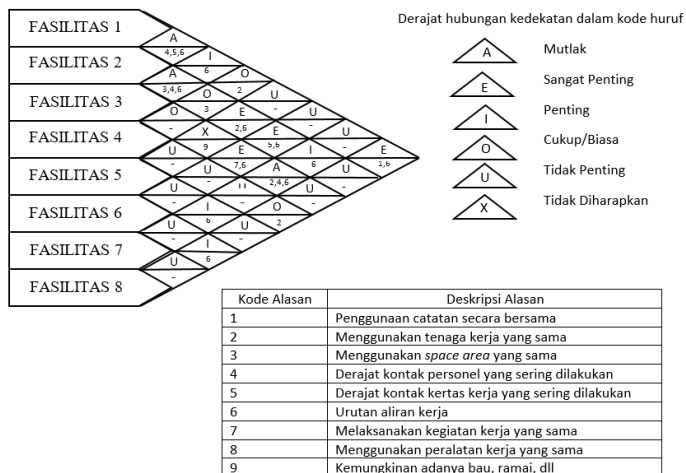 Derajat hubungan kedekatan dalam kode huruf
FASILITAS 1
A
4,5,6 I
FASILITAS 2
A 6 O
3,4,6 O 2 U
FASILITAS 3
O 3 E - U
- X 2,6 E - U
FASILITAS 4
U 9 E 5,6 I - E
- U 7,6 A 6 U 1,6
FASILITAS 5
U - U 2,4,6 U -
- I - O -
FASILITAS 6
U 6 U 2
- I -
FASILITAS 7
U 6
-
FASILITAS 8
A Mutlak
E Sangat Penting
I Penting
O Cukup/Biasa
U Tidak Penting
X Tidak Diharapkan
Kode Alasan Deskripsi Alasan
1 Penggunaan catatan secara bersama
2 Menggunakan tenaga kerja yang sama
3 Menggunakan space area yang sama
4 Derajat kontak personel yang sering dilakukan
5 Derajat kontak kertas kerja yang sering dilakukan
6 Urutan aliran kerja
7 Melaksanakan kegiatan kerja yang sama
8 Menggunakan peralatan kerja yang sama
9 Kemungkinan adanya bau, ramai, dll